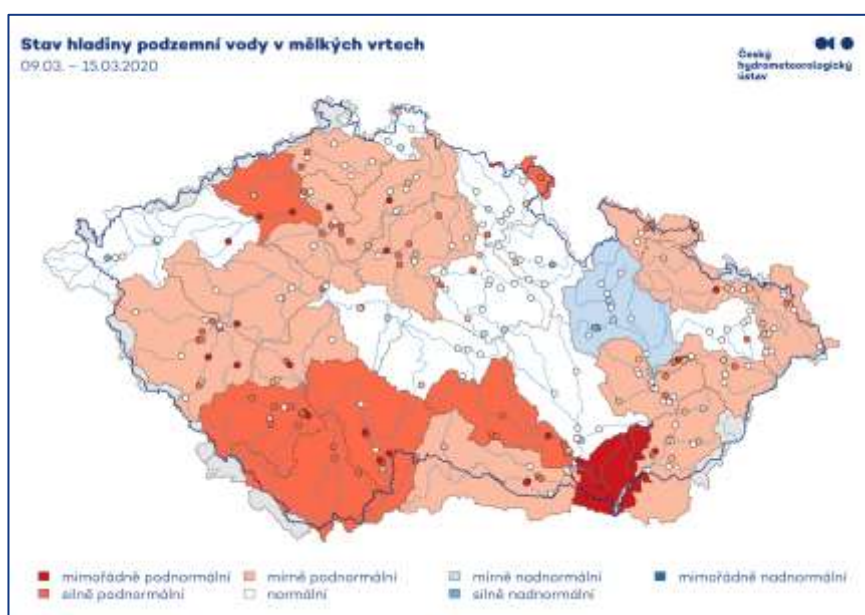 Stav hladiny podzemní vody v mělkých vrtech
09.03. – 15.03.2020
Český
hydrometeorologický
ústav
mimořádně podnormální
mírně podnormální
mírně nadnormální
mimořádně nadnormální
silně podnormální
normální
silně nadnormální